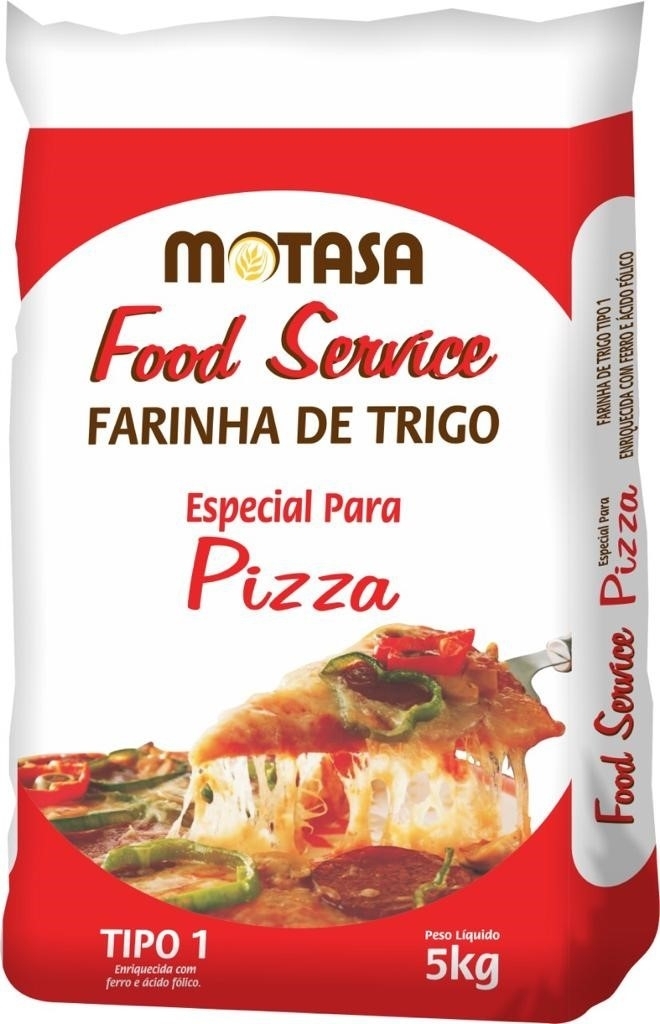 MOTASA
Food Service
FARINHA DE TRIGO
Especial Para
Pizza
TIPO 1
Enriquecida com
ferro e ácido fólico.
Peso Líquido
5kg
Food Service
Especial Para
Pizza
FARINHA DE TRIGO TIPO 1
ENRIQUECIDA COM FERRO E ÁCIDO FÓLICO